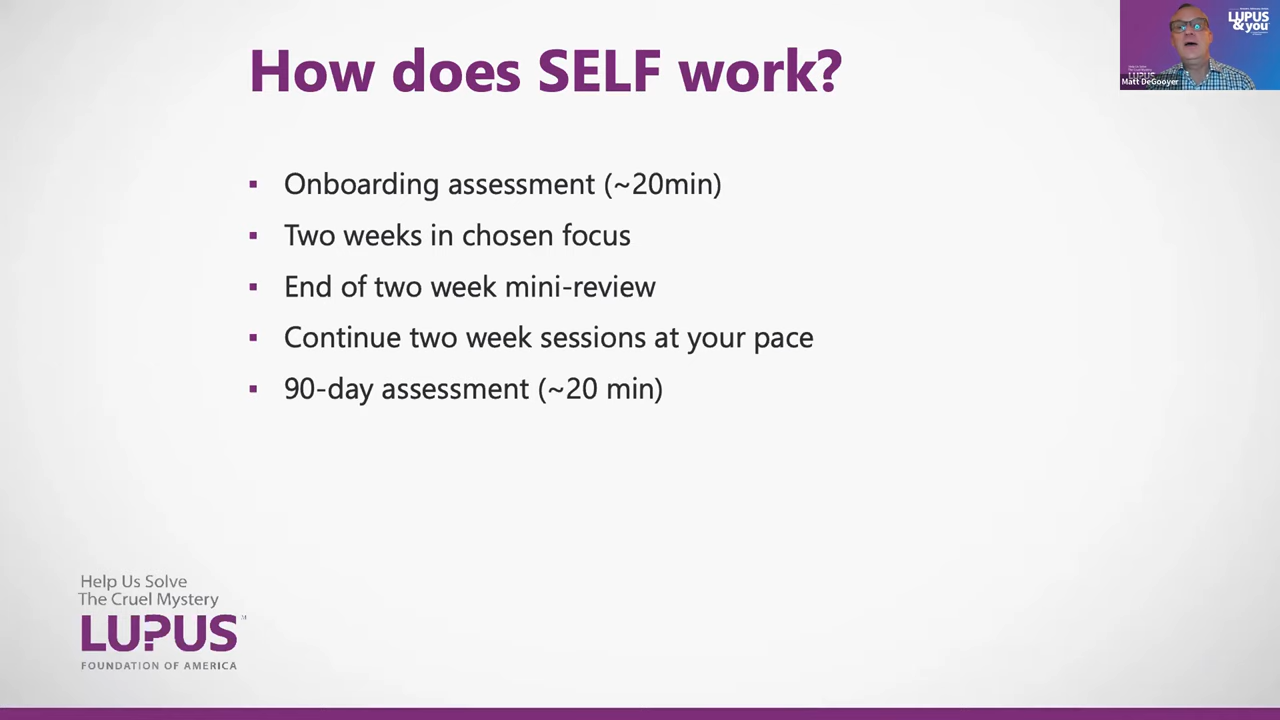 How does SELF work?
▪ Onboarding assessment (~20min)
▪ Two weeks in chosen focus
▪ End of two week mini-review
▪ Continue two week sessions at your pace
▪ 90-day assessment (~20 min)
Help Us Solve
The Cruel Mystery
LUPUS
FOUNDATION OF AMERICA
LUPUS
&you
LUPUS
Matt DeGooyer